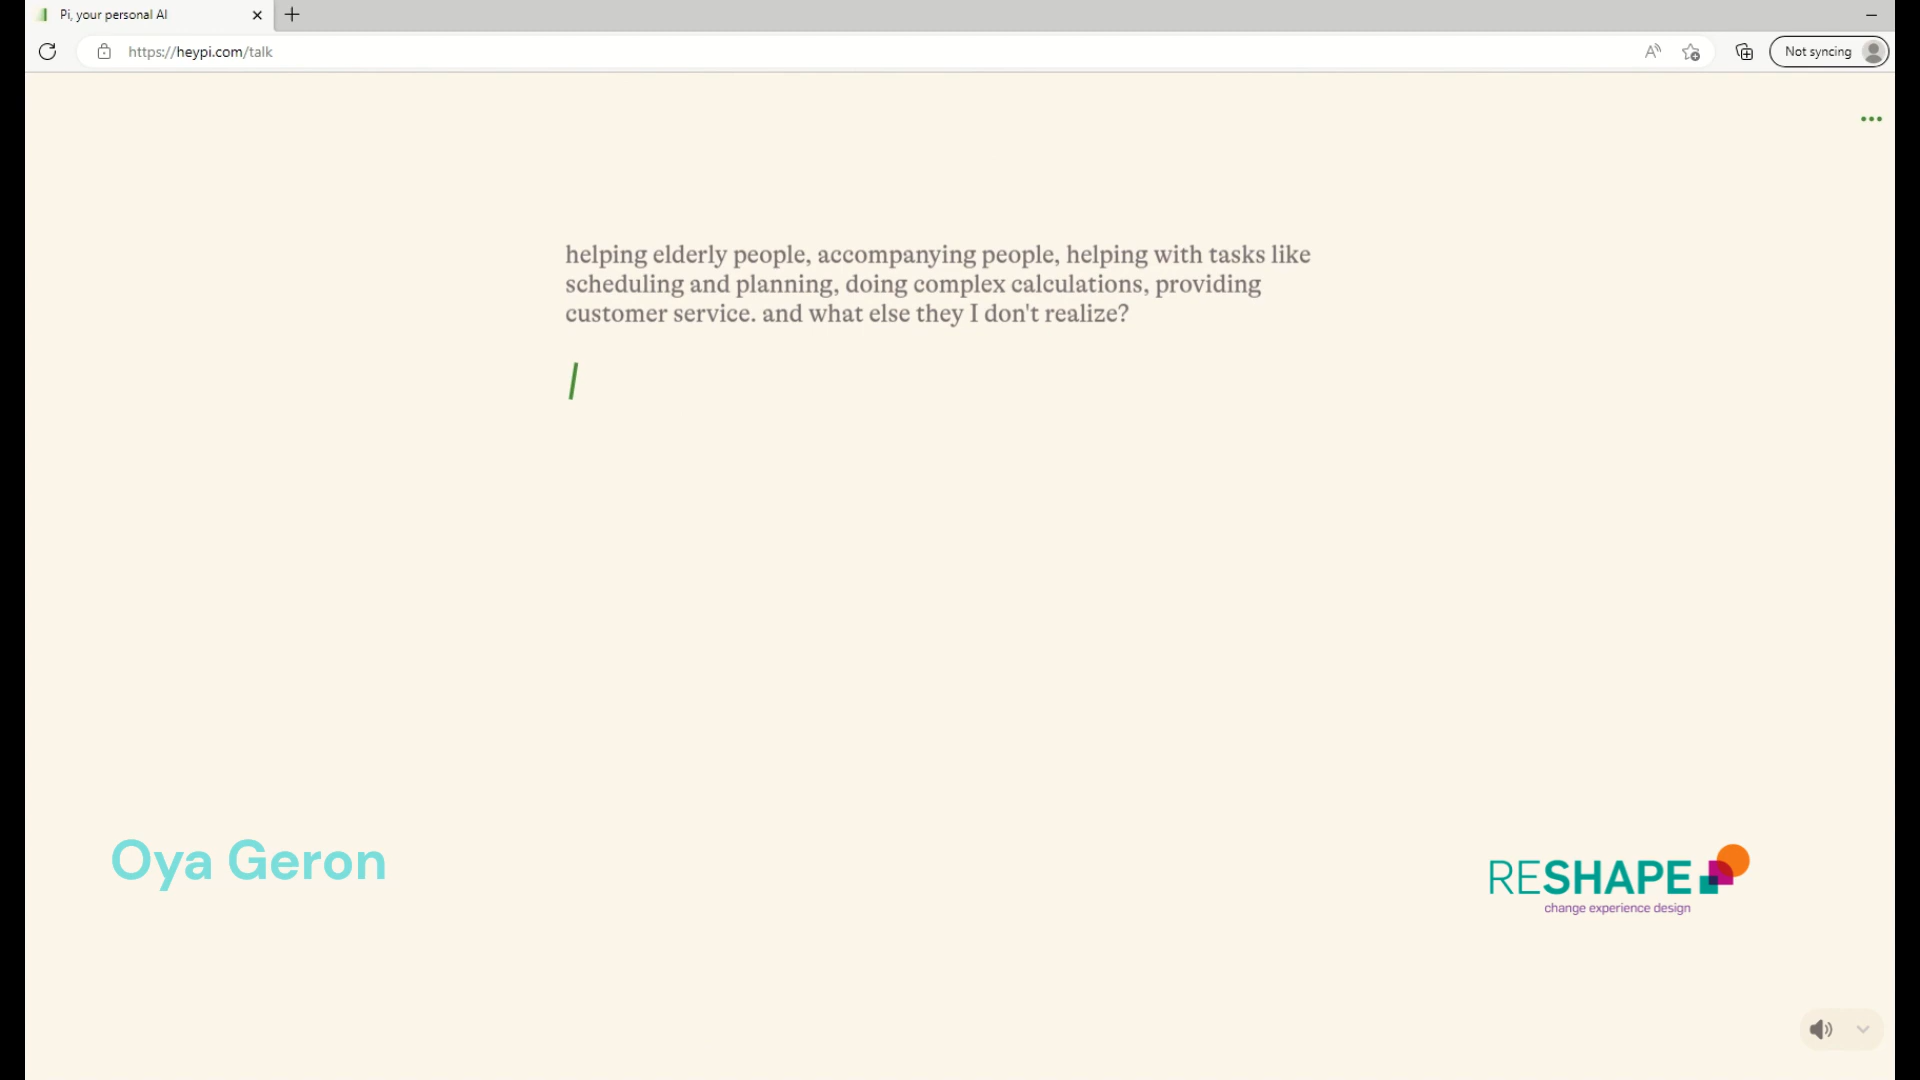 Pi, your personal AI
https://heypi.com/talk
Not syncing
helping elderly people, accompanying people, helping with tasks like
scheduling and planning, doing complex calculations, providing
customer service. and what else they I don't realize?
Oya Geron
RESHAPE
change experience design